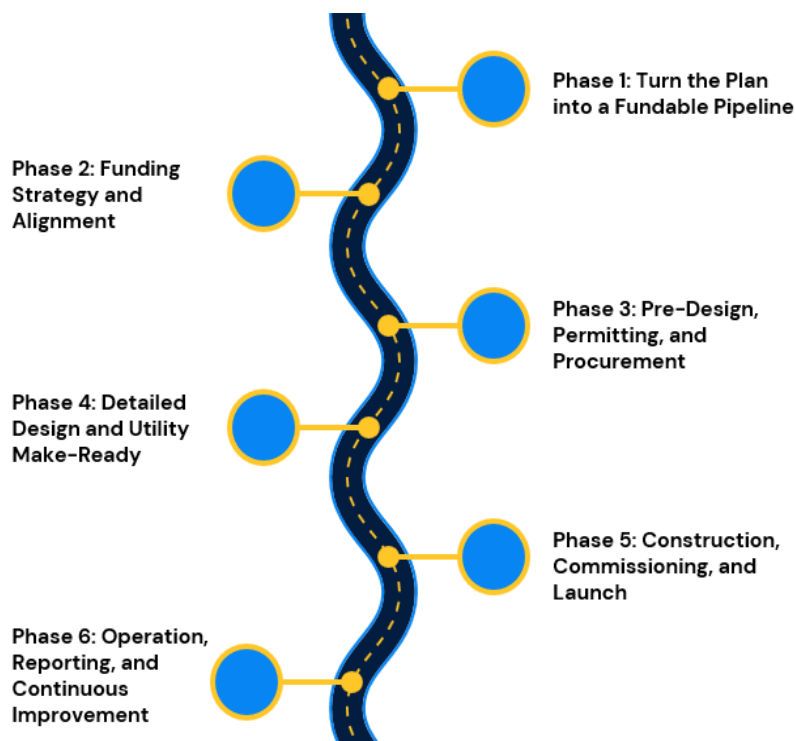 Phase 1: Turn the Plan
into a Fundable Pipeline
Phase 2: Funding
Strategy and
Alignment
Phase 3: Pre-Design,
Permitting, and
Procurement
Phase 4: Detailed
Design and Utility
Make-Ready
Phase 5: Construction,
Commissioning, and
Launch
Phase 6: Operation,
Reporting, and
Continuous
Improvement